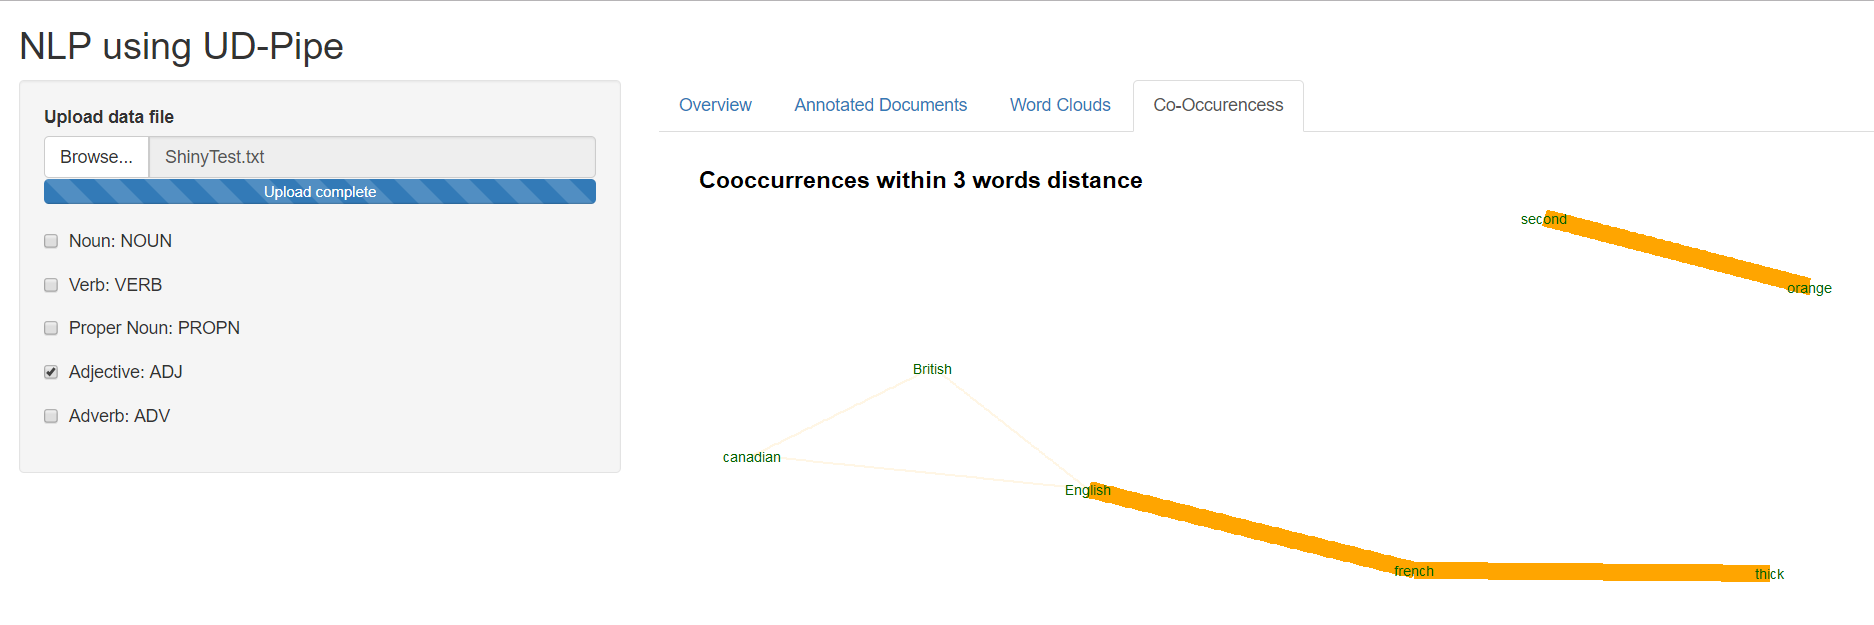 NLP using UD-Pipe
Upload data file
Browse...
ShinyTest.txt
Upload complete
Noun: NOUN
Verb: VERB
Proper Noun: PROPN
Adjective: ADJ
Adverb: ADV
Overview
Annotated Documents
Word Clouds
Co-Occurencess
Cooccurrences within 3 words distance
second
orange
British
canadian
English
french
thick